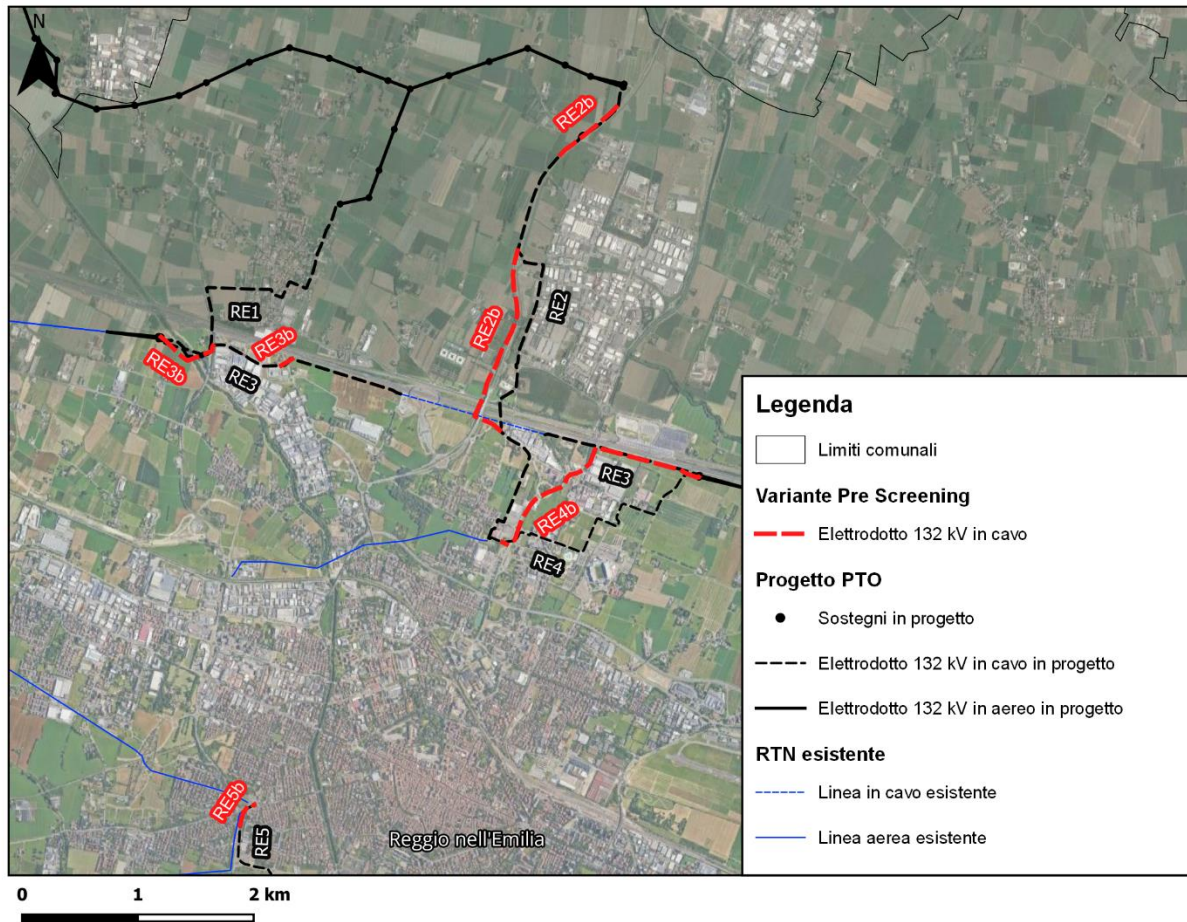 N
RE2b
RE2b
RE2
RE1
RE3b
RE3b
RE3
RE3
RE4b
RE4
RE5b
RE5
Reggio nell'Emilia
Legenda
Limiti comunali
Variante Pre Screening
Elettrodotto 132 kV in cavo
Progetto PTO
Sostegni in progetto
Elettrodotto 132 kV in cavo in progetto
Elettrodotto 132 kV in aereo in progetto
RTN esistente
Linea in cavo esistente
Linea aerea esistente
0 1 2 km